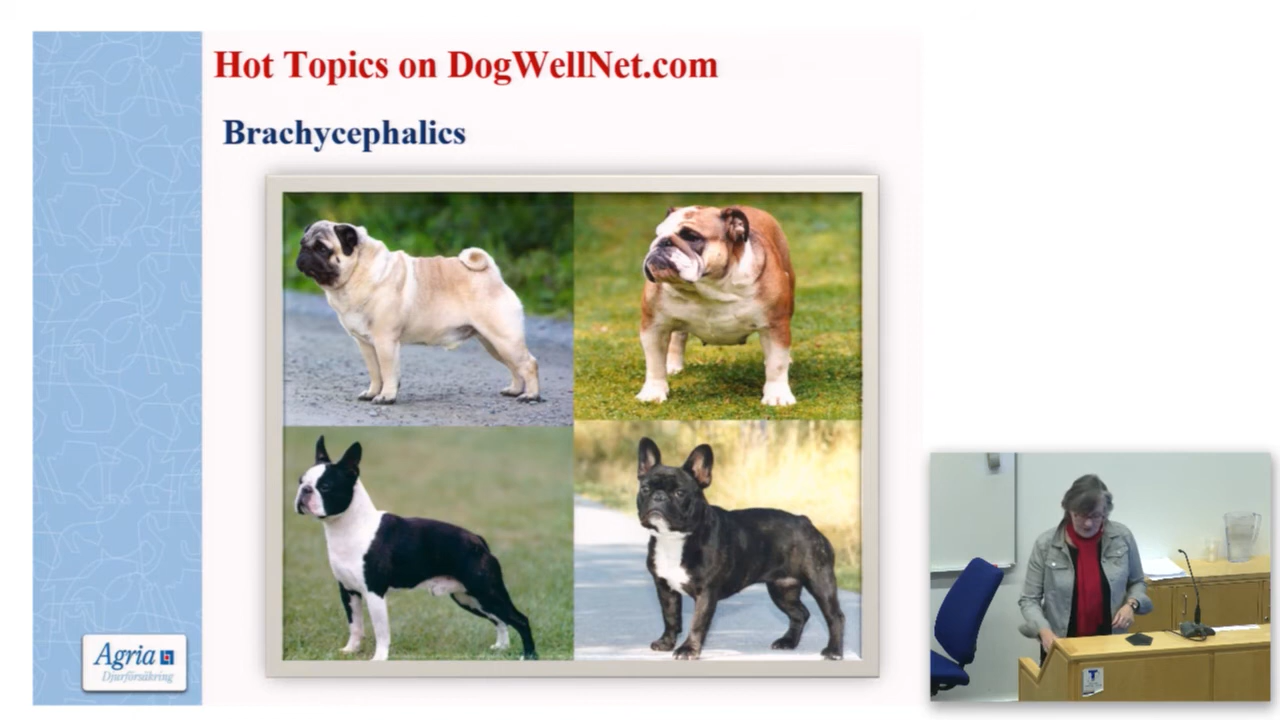 Hot Topics on DogWellNet.com
Brachycephalics
Agria
Djurförsäkring
T